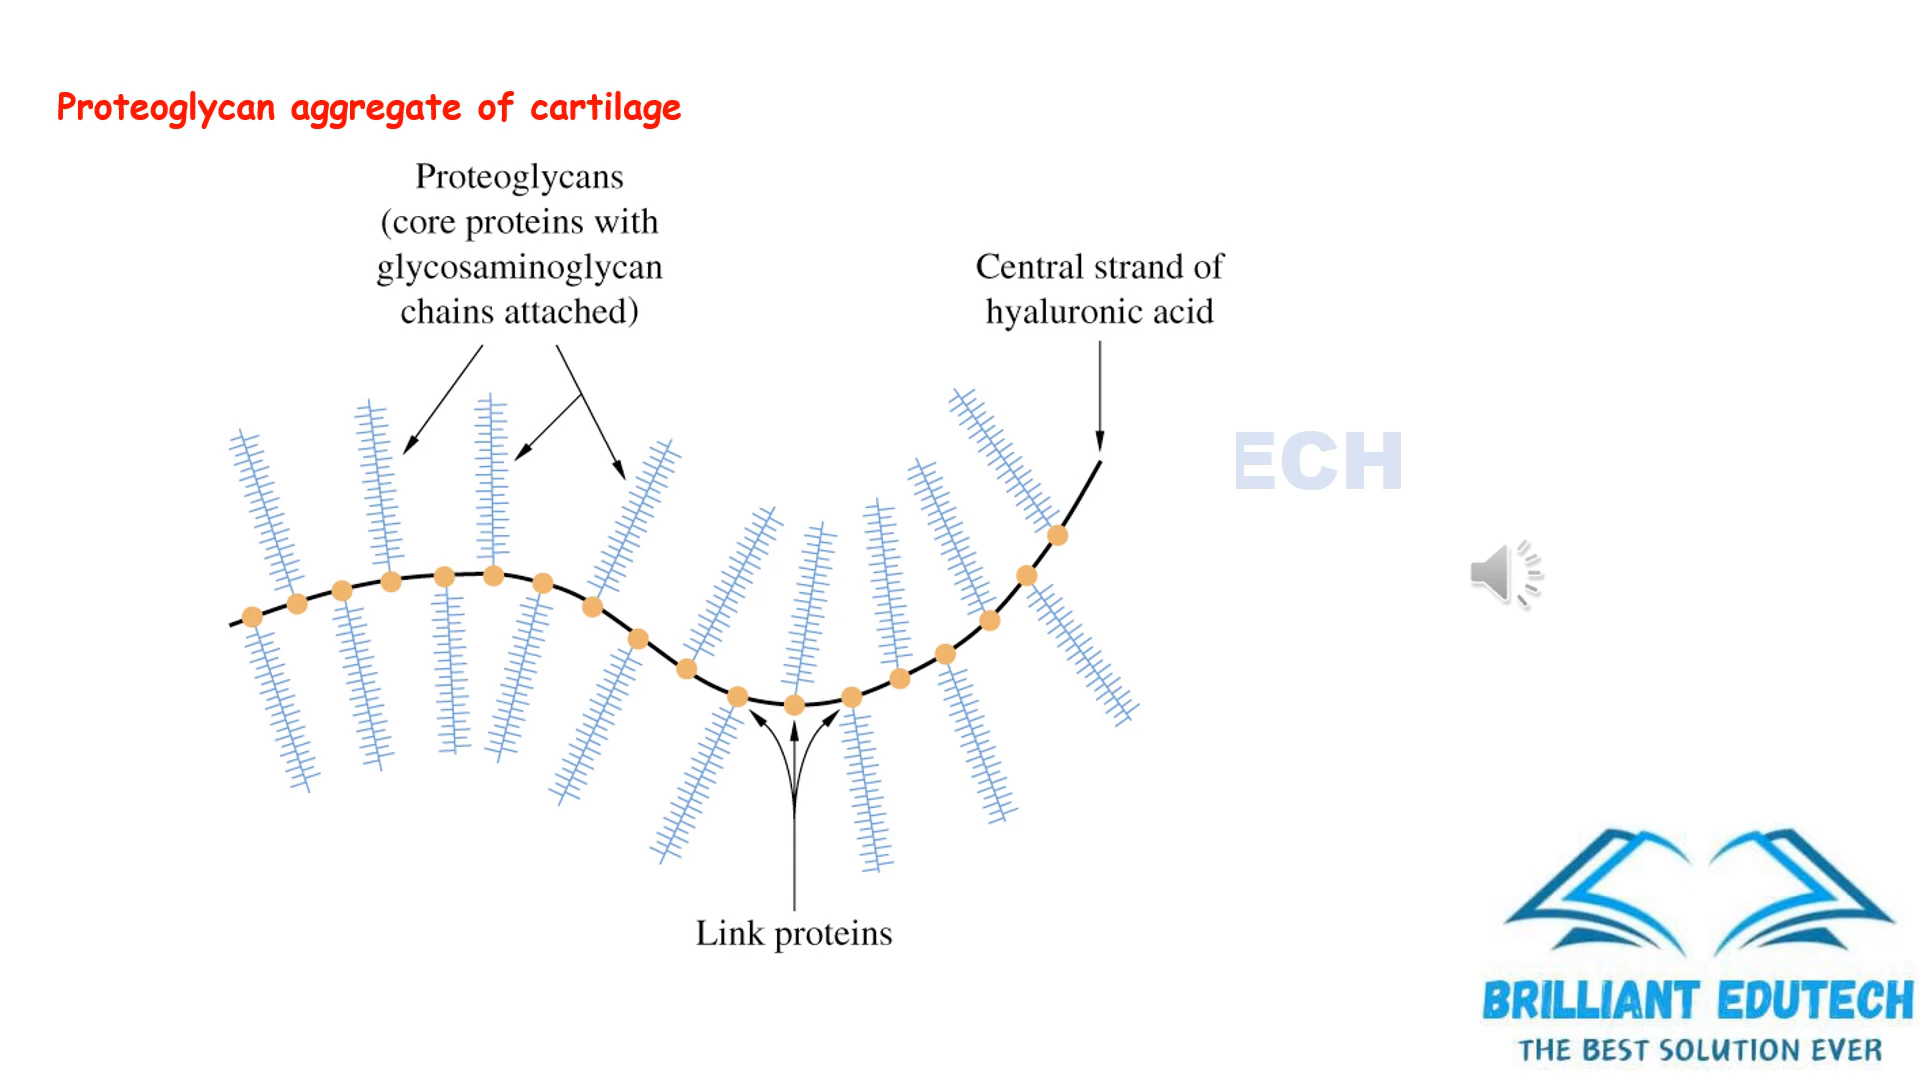 Proteoglycan aggregate of cartilage
Proteoglycans
(core proteins with
glycosaminoglycan
chains attached)
Central strand of
hyaluronic acid
ECH
Link proteins
BRILLIANT EDUTECH
THE BEST SOLUTION EVER